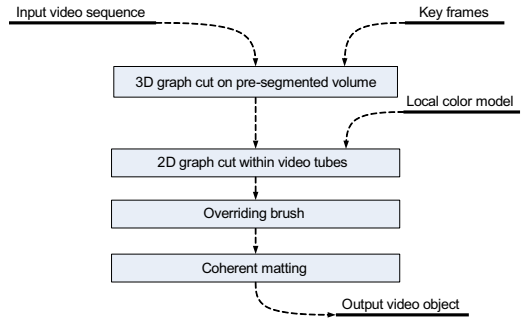 Input video sequence
Key frames
3D graph cut on pre-segmented volume
Local color model
2D graph cut within video tubes
Overriding brush
Coherent matting
Output video object